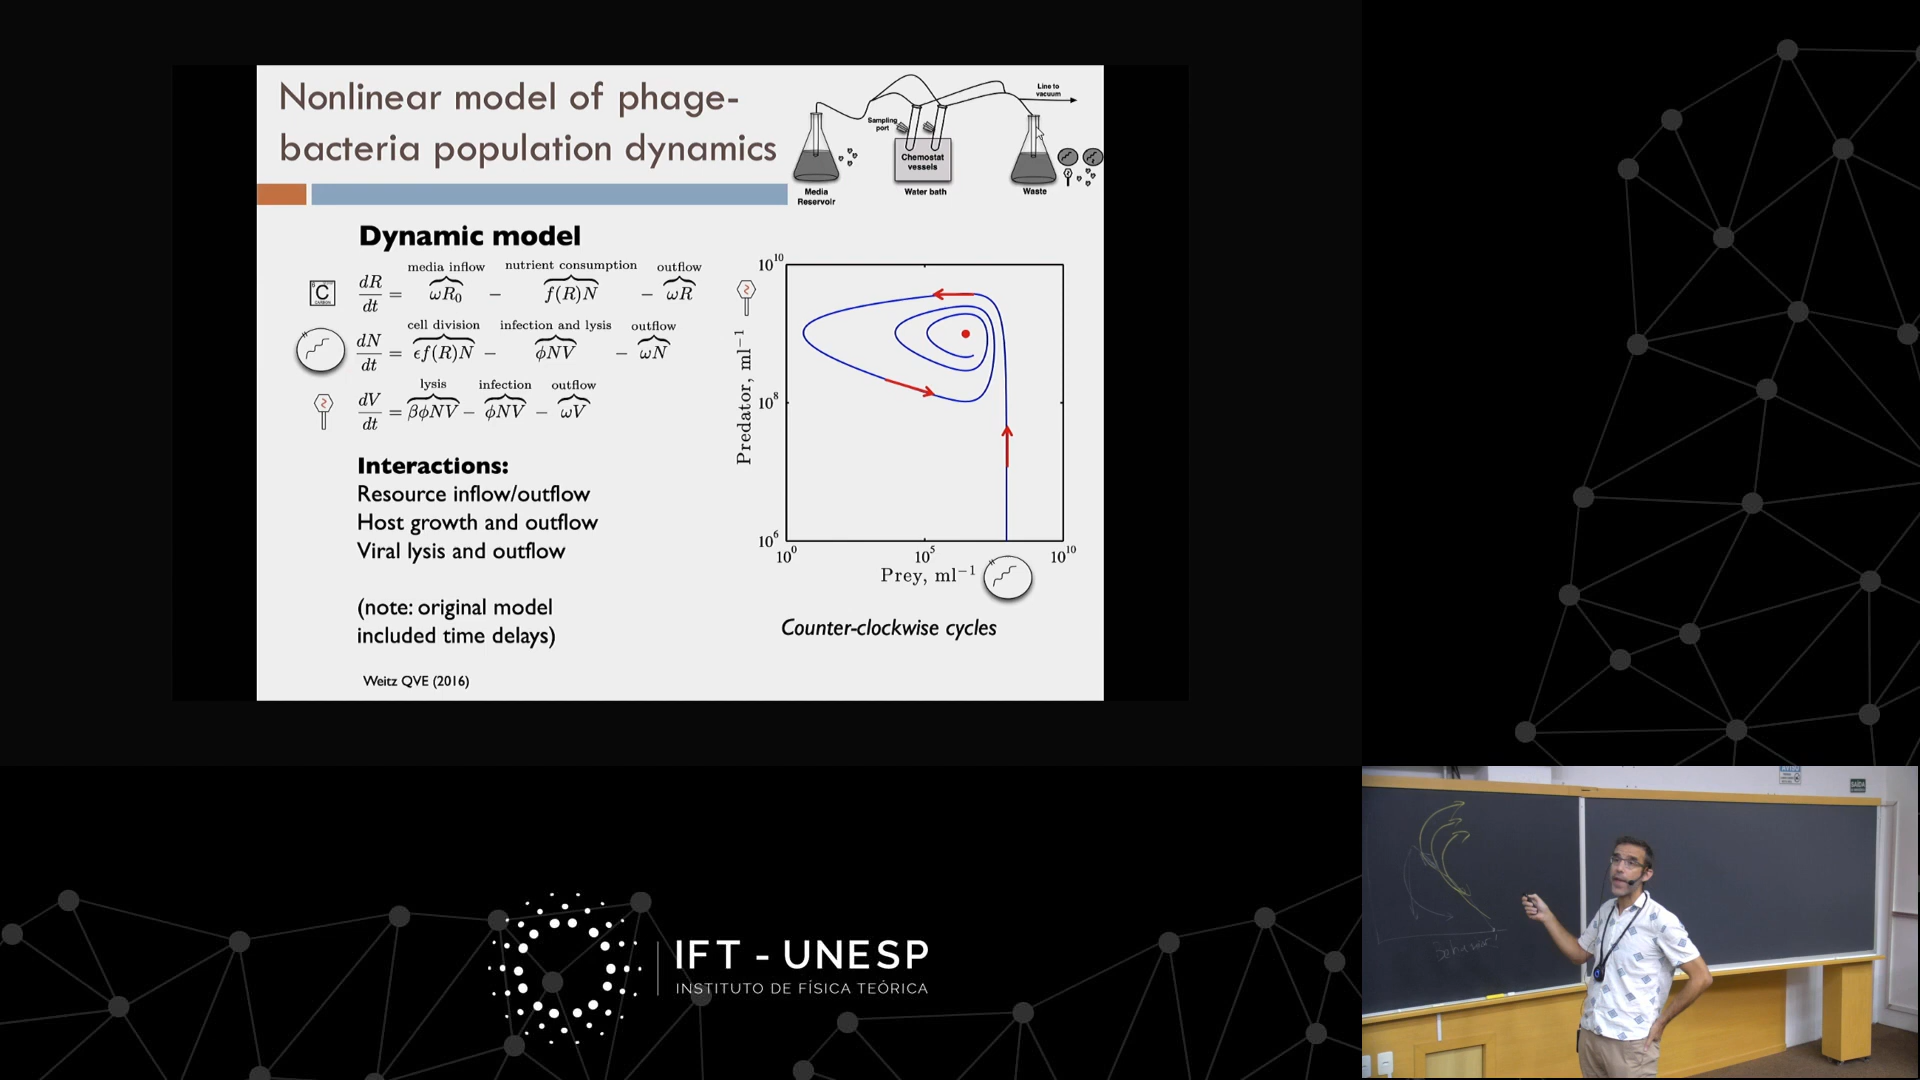 Nonlinear model of phage-
bacteria population dynamics
Line to
vacuum
Sampling
port
Chemostat
vessels
Media
Reservoir
Water bath
Waste
Dynamic model
media inflow
nutrient consumption
outflow
C
dR/dt = ωR₀ − f(R)N − ωR
cell division
infection and lysis
outflow
dN/dt = ϵf(R)N − ϕNV − ωN
lysis
infection
outflow
dV/dt = βϕNV − ϕNV − ωV
Interactions:
Resource inflow/outflow
Host growth and outflow
Viral lysis and outflow
(note: original model
included time delays)
Weitz QVE (2016)
10¹⁰
10⁸
10⁶
Predator, ml⁻¹
10⁰
10⁵
10¹⁰
Prey, ml⁻¹
Counter-clockwise cycles
IFT - UNESP
INSTITUTO DE FÍSICA TEÓRICA